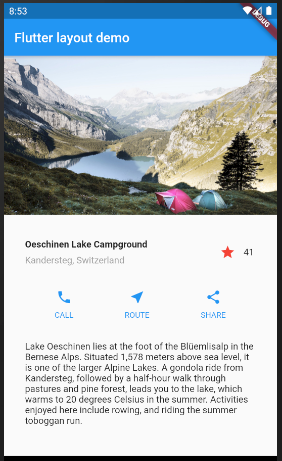 8:53
DEBUG
Flutter layout demo
Oeschinen Lake Campground
Kandersteg, Switzerland
41
CALL
ROUTE
SHARE
Lake Oeschinen lies at the foot of the Blüemlisalp in the
Bernese Alps. Situated 1,578 meters above sea level, it
is one of the larger Alpine Lakes. A gondola ride from
Kandersteg, followed by a half-hour walk through
pastures and pine forest, leads you to the lake, which
warms to 20 degrees Celsius in the summer. Activities
enjoyed here include rowing, and riding the summer
toboggan run.